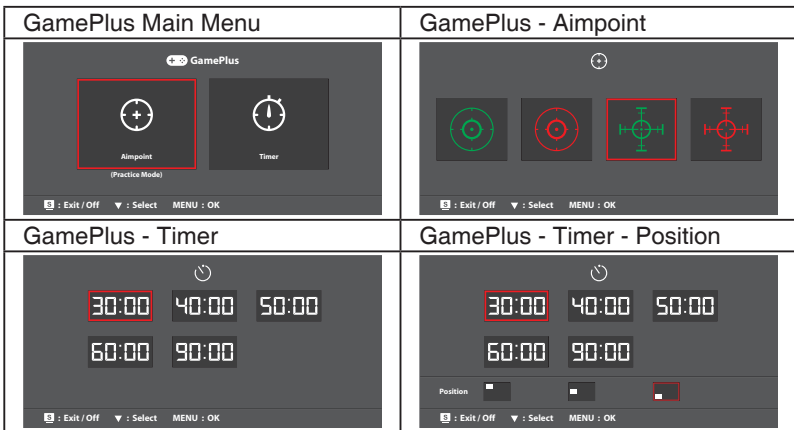 GamePlus Main Menu
GamePlus
Aimpoint
Timer
(Practice Mode)
S : Exit / Off ▼ : Select MENU : OK
GamePlus - Aimpoint
S : Exit / Off ▼ : Select MENU : OK
GamePlus - Timer
30:00 40:00 50:00
60:00 90:00
S : Exit / Off ▼ : Select MENU : OK
GamePlus - Timer - Position
30:00 40:00 50:00
60:00 90:00
Position
S : Exit / Off ▼ : Select MENU : OK